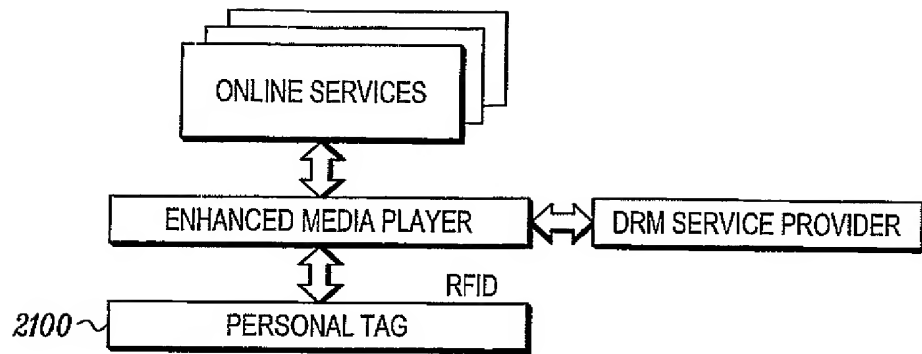 ONLINE SERVICES
ENHANCED MEDIA PLAYER
DRM SERVICE PROVIDER
RFID
2100
PERSONAL TAG